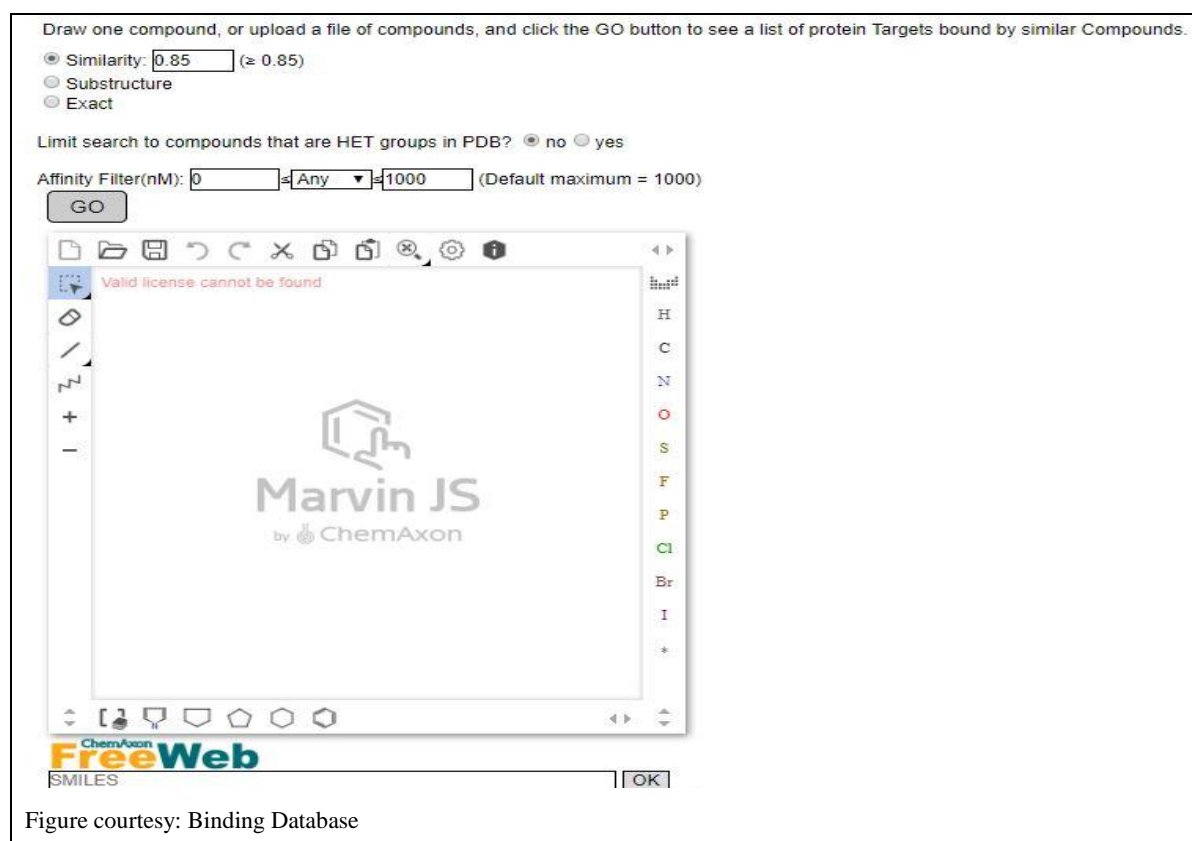 Draw one compound, or upload a file of compounds, and click the GO button to see a list of protein Targets bound by similar Compounds.
Similarity: 0.85 (≥ 0.85)
Substructure
Exact
Limit search to compounds that are HET groups in PDB? no yes
Affinity Filter(nM): 0 ≤ Any ▼ ≤ 1000 (Default maximum = 1000)
GO
Valid license cannot be found
H
C
N
O
S
F
P
Cl
Br
I
*
Marvin JS
by ChemAxon
ChemAxon
FreeWeb
SMILES OK
Figure courtesy: Binding Database